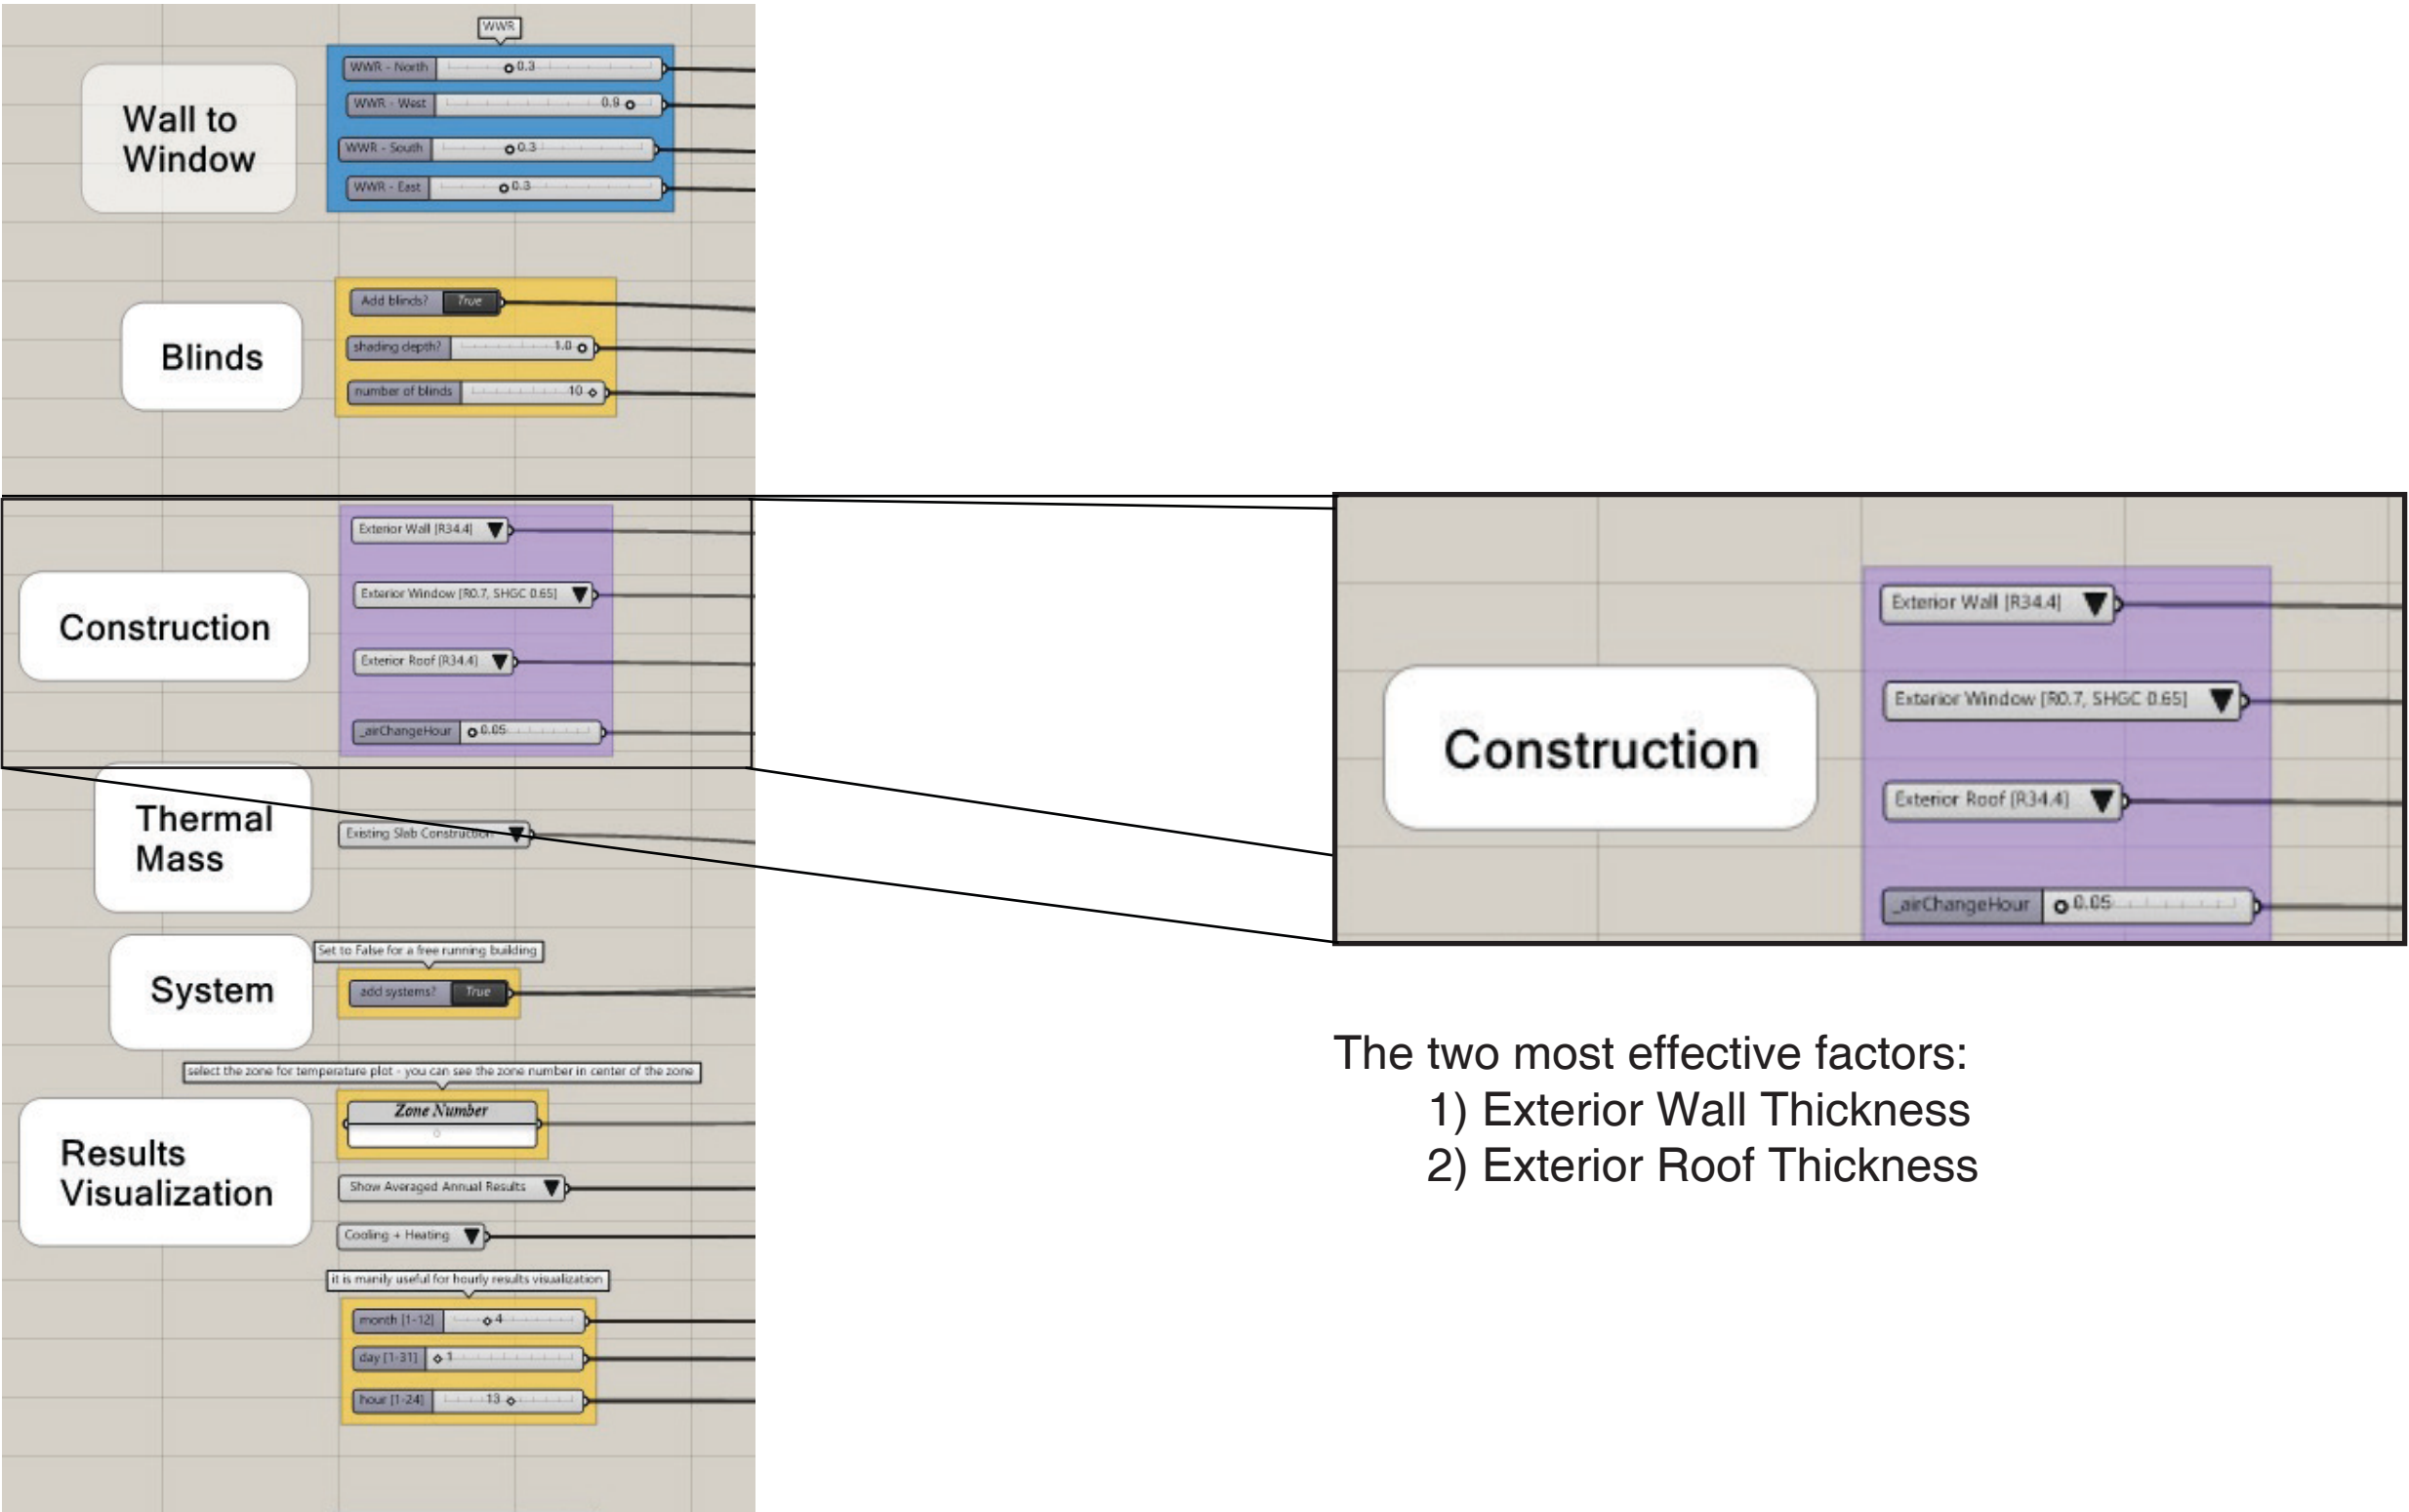 WWR
Wall to
Window
WWR - North 0.3
WWR - West 0.9
WWR - South 0.3
WWR - East 0.3
Blinds
Add blinds? True
shading depth? 1.0
number of blinds 10
Construction
Exterior Wall [R34.4]
Exterior Window [R0.7, SHGC 0.65]
Exterior Roof [R34.4]
_airChangeHour 0.05
Thermal
Mass
Existing Slab Construction
System
Set to False for a free running building
add systems? True
select the zone for temperature plot - you can see the zone number in center of the zone
Results
Visualization
Zone Number
0
Show Averaged Annual Results
Cooling + Heating
it is manily useful for hourly results visualization
month [1-12] 4
day [1-31] 1
hour [1-24] 13
Construction
Exterior Wall [R34.4]
Exterior Window [R0.7, SHGC 0.65]
Exterior Roof [R34.4]
_airChangeHour 0.05
The two most effective factors:
1) Exterior Wall Thickness
2) Exterior Roof Thickness